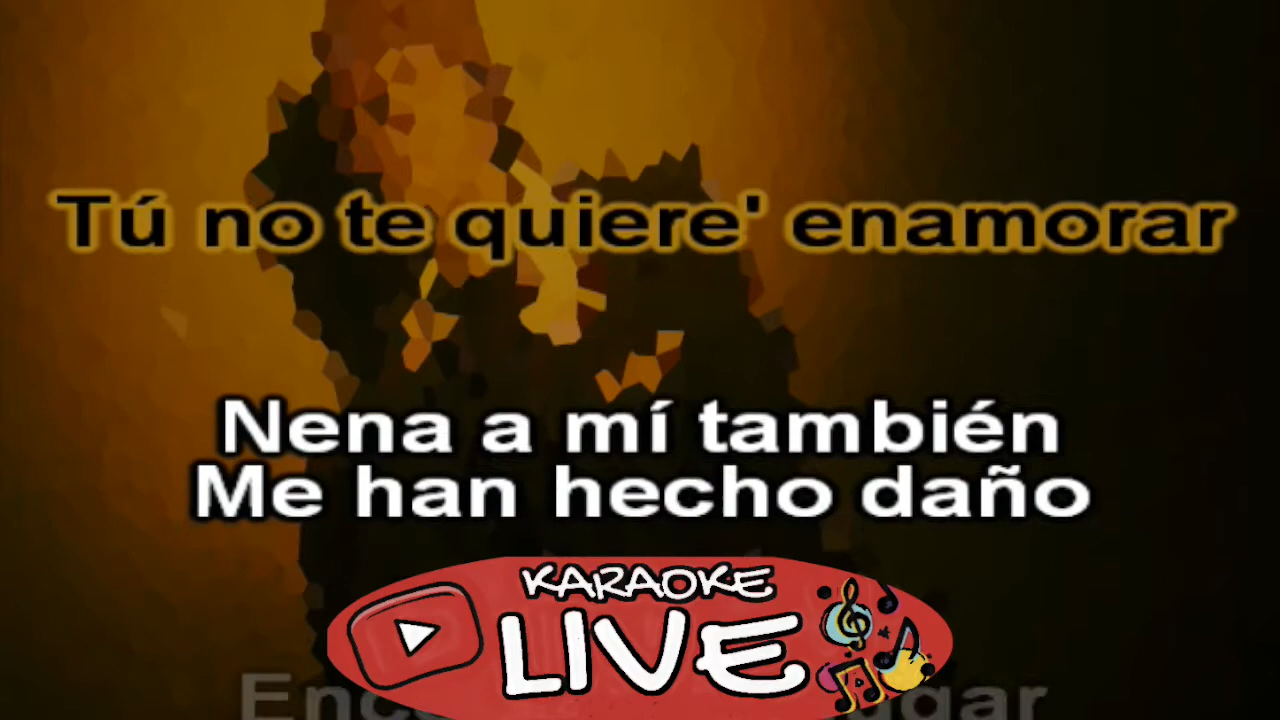 Tú no te quiere' enamorar
Nena a mí también
Me han hecho daño
KARAOKE
LIVE